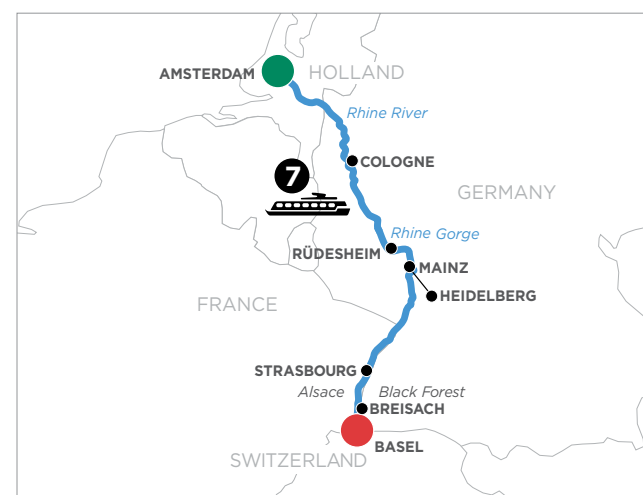 AMSTERDAM
HOLLAND
Rhine River
COLOGNE
7
GERMANY
Rhine Gorge
RÜDESHEIM
MAINZ
HEIDELBERG
FRANCE
STRASBOURG
Alsace
Black Forest
BREISACH
BASEL
SWITZERLAND